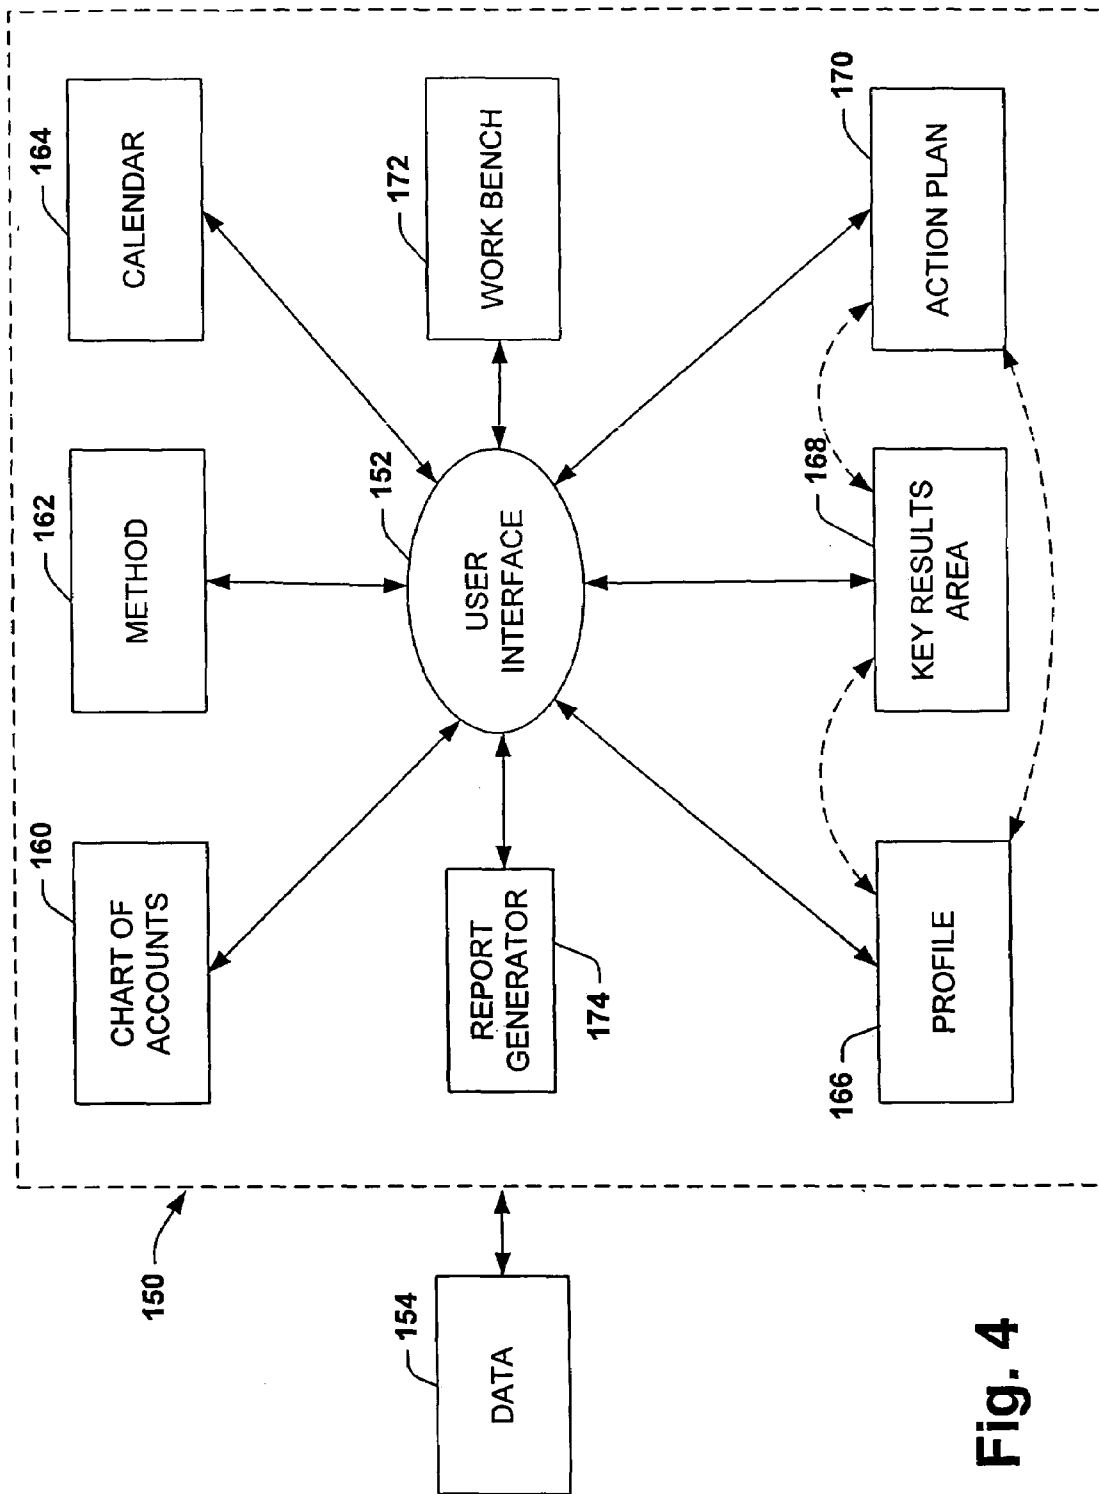 150
160
CHART OF
ACCOUNTS
162
METHOD
164
CALENDAR
154
DATA
REPORT
GENERATOR
174
152
USER
INTERFACE
172
WORK BENCH
166
PROFILE
168
KEY RESULTS
AREA
170
ACTION PLAN
Fig. 4